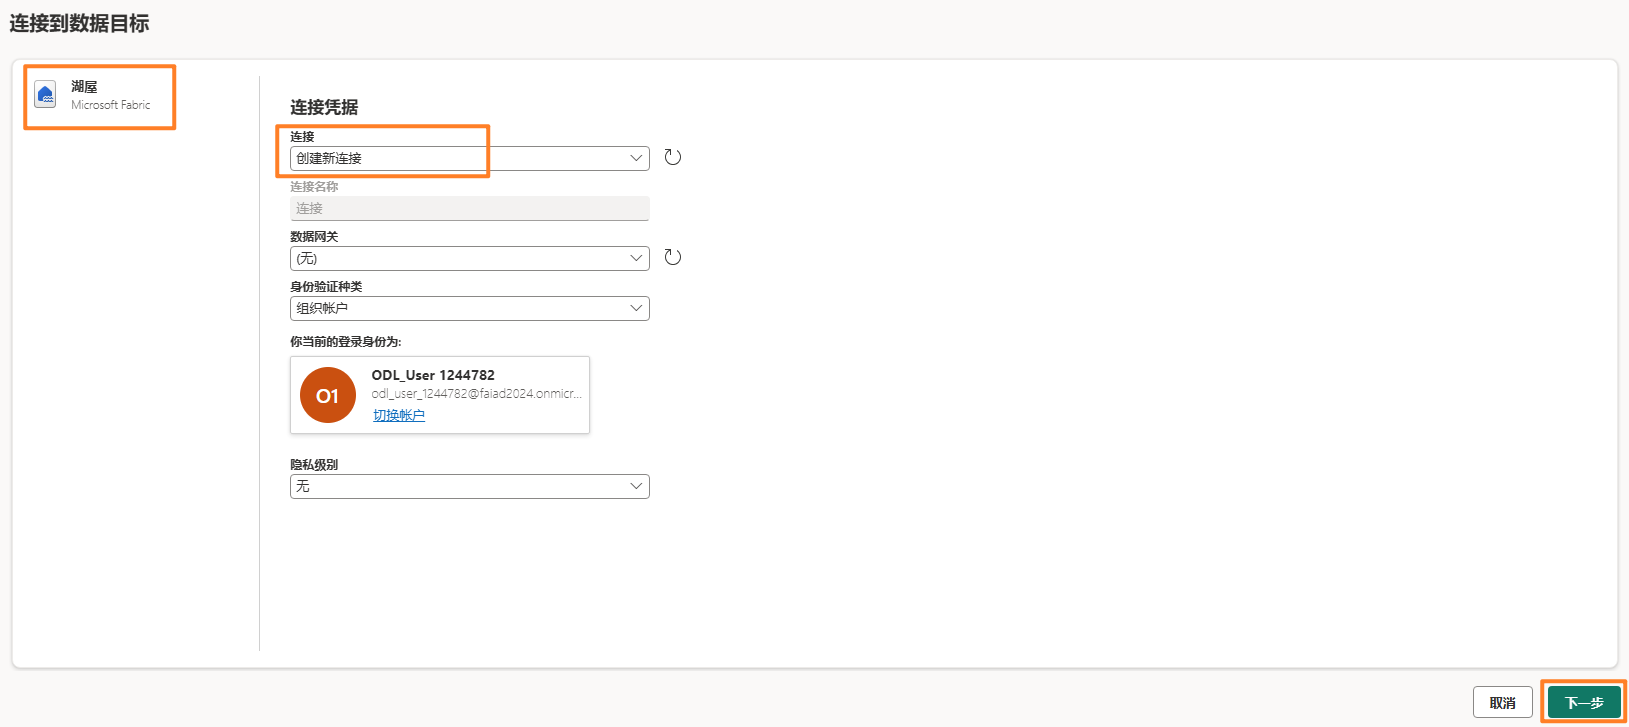 连接到数据目标
湖屋
Microsoft Fabric
连接凭据
连接
创建新连接
连接名称
连接
数据网关
(无)
身份验证种类
组织帐户
你当前的登录身份为:
O1
ODL_User 1244782
odl_user_1244782@faiad2024.onmicr...
切换帐户
隐私级别
无
取消
下一步